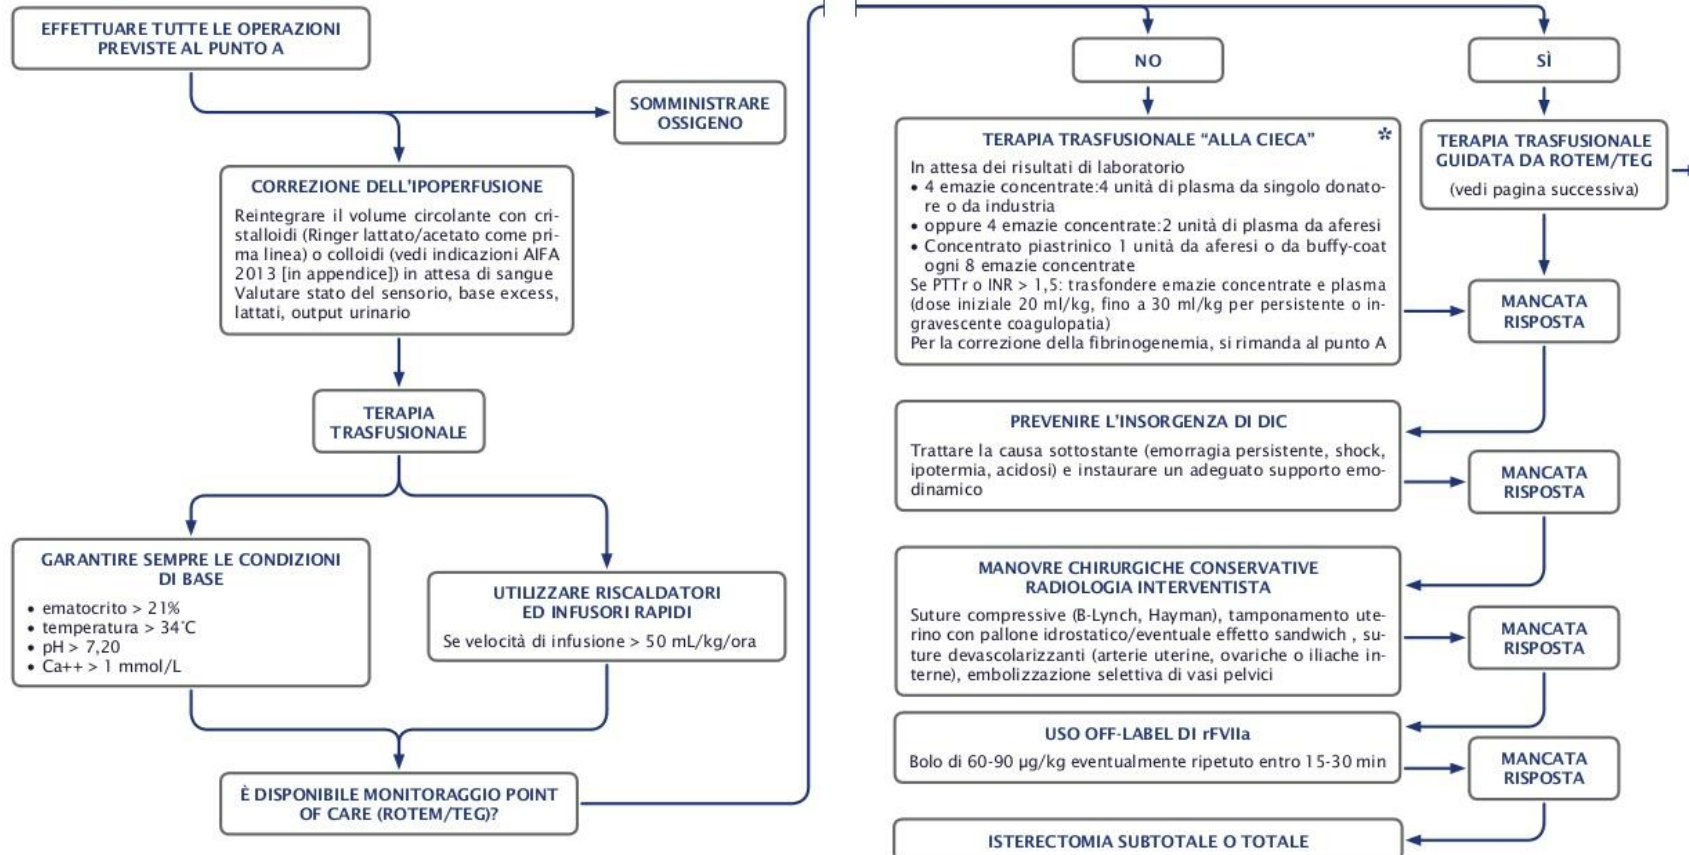 EFFETTUARE TUTTE LE OPERAZIONI
PREVISTE AL PUNTO A
SOMMINISTRARE
OSSIGENO
CORREZIONE DELL'IPOPERFUSIONE
Reintegrare il volume circolante con cri-
stalloidi (Ringer lattato/acetato come pri-
ma linea) o colloidi (vedi indicazioni AIFA
2013 [in appendice]) in attesa di sangue
Valutare stato del sensorio, base excess,
lattati, output urinario
TERAPIA
TRASFUSIONALE
GARANTIRE SEMPRE LE CONDIZIONI
DI BASE
• ematocrito > 21%
• temperatura > 34°C
• pH > 7,20
• Ca++ > 1 mmol/L
UTILIZZARE RISCALDATORI
ED INFUSORI RAPIDI
Se velocità di infusione > 50 mL/kg/ora
È DISPONIBILE MONITORAGGIO POINT
OF CARE (ROTEM/TEG)?
NO
SÌ
TERAPIA TRASFUSIONALE “ALLA CIECA” *
In attesa dei risultati di laboratorio
• 4 emazie concentrate:4 unità di plasma da singolo donato-
re o da industria
• oppure 4 emazie concentrate:2 unità di plasma da aferesi
• Concentrato piastrinico 1 unità da aferesi o da buffy-coat
ogni 8 emazie concentrate
Se PTTr o INR > 1,5: trasfondere emazie concentrate e plasma
(dose iniziale 20 ml/kg, fino a 30 ml/kg per persistente o in-
gravescente coagulopatia)
Per la correzione della fibrinogenemia, si rimanda al punto A
TERAPIA TRASFUSIONALE
GUIDATA DA ROTEM/TEG
(vedi pagina successiva)
MANCATA
RISPOSTA
PREVENIRE L'INSORGENZA DI DIC
Trattare la causa sottostante (emorragia persistente, shock,
ipotermia, acidosi) e instaurare un adeguato supporto emo-
dinamico
MANCATA
RISPOSTA
MANOVRE CHIRURGICHE CONSERVATIVE
RADIOLOGIA INTERVENTISTA
Suture compressive (B-Lynch, Hayman), tamponamento ute-
rino con pallone idrostatico/eventuale effetto sandwich , su-
ture devascolarizzanti (arterie uterine, ovariche o iliache in-
terne), embolizzazione selettiva di vasi pelvici
MANCATA
RISPOSTA
USO OFF-LABEL DI rFVIIa
Bolo di 60-90 µg/kg eventualmente ripetuto entro 15-30 min
MANCATA
RISPOSTA
ISTERECTOMIA SUBTOTALE O TOTALE